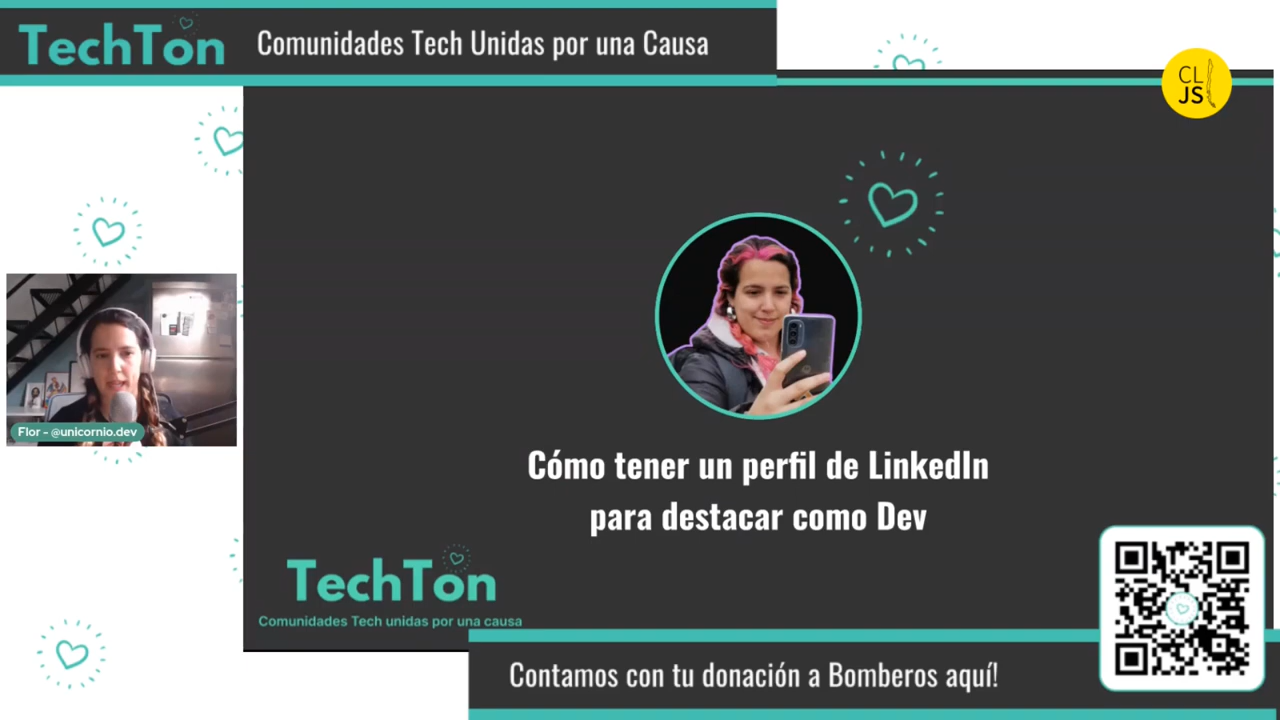 TechTon
Comunidades Tech Unidas por una Causa
CL
JS
Flor - @unicornio.dev
Cómo tener un perfil de LinkedIn
para destacar como Dev
TechTon
Comunidades Tech unidas por una causa
Contamos con tu donación a Bomberos aquí!